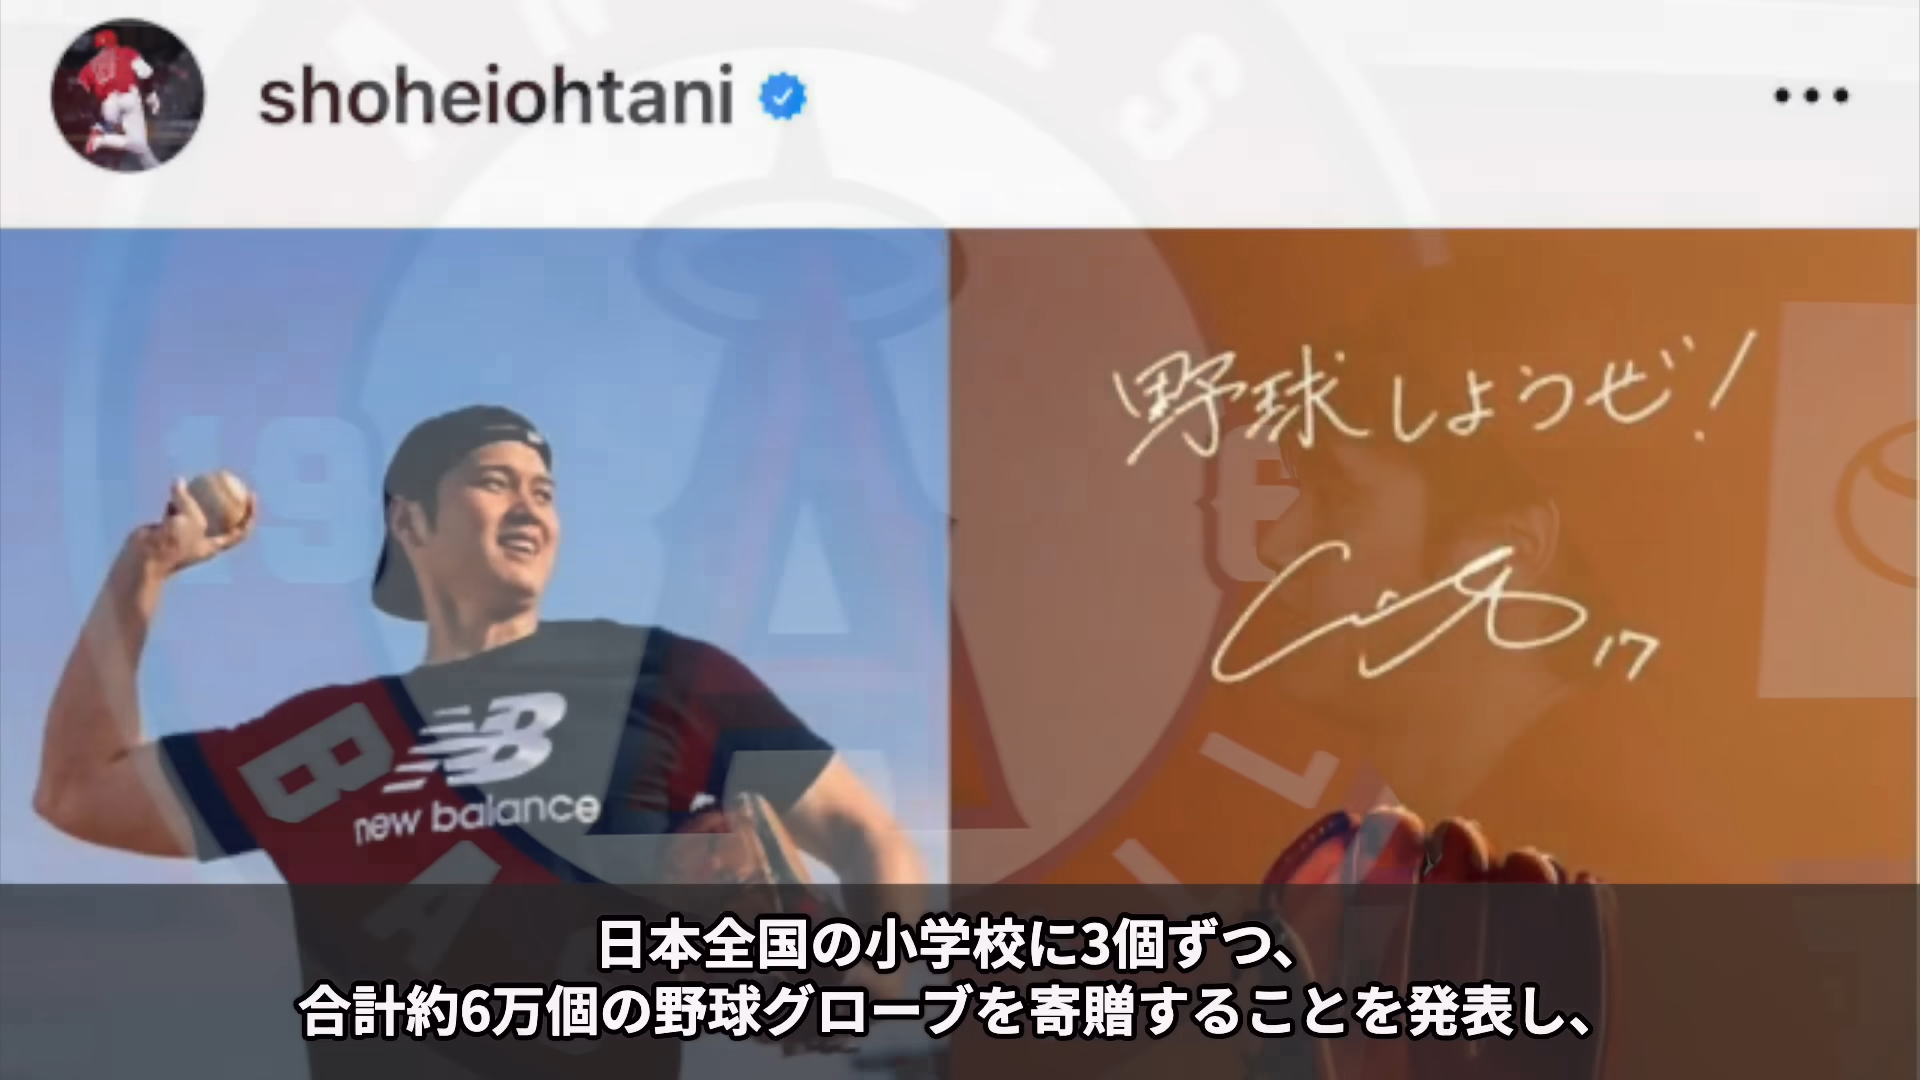 shoheiohtani
野球しようぜ!
17
NB
new balance
日本全国の小学校に3個ずつ、
合計約6万個の野球グローブを寄贈することを発表し、